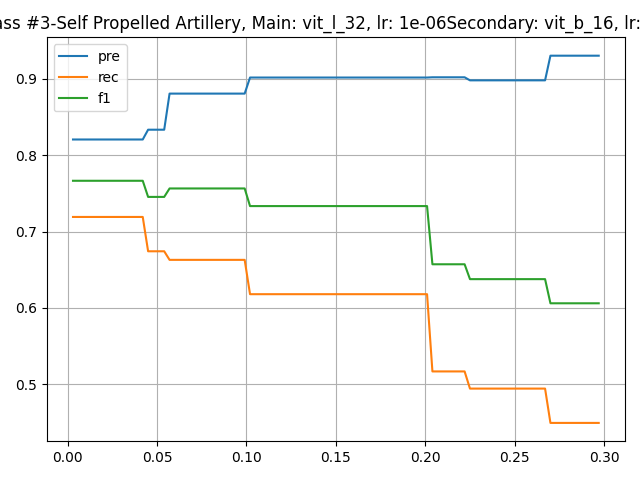 ass #3-Self Propelled Artillery, Main: vit_l_32, lr: 1e-06Secondary: vit_b_16, lr:
pre
rec
f1
0.9
0.8
0.7
0.6
0.5
0.00 0.05 0.10 0.15 0.20 0.25 0.30